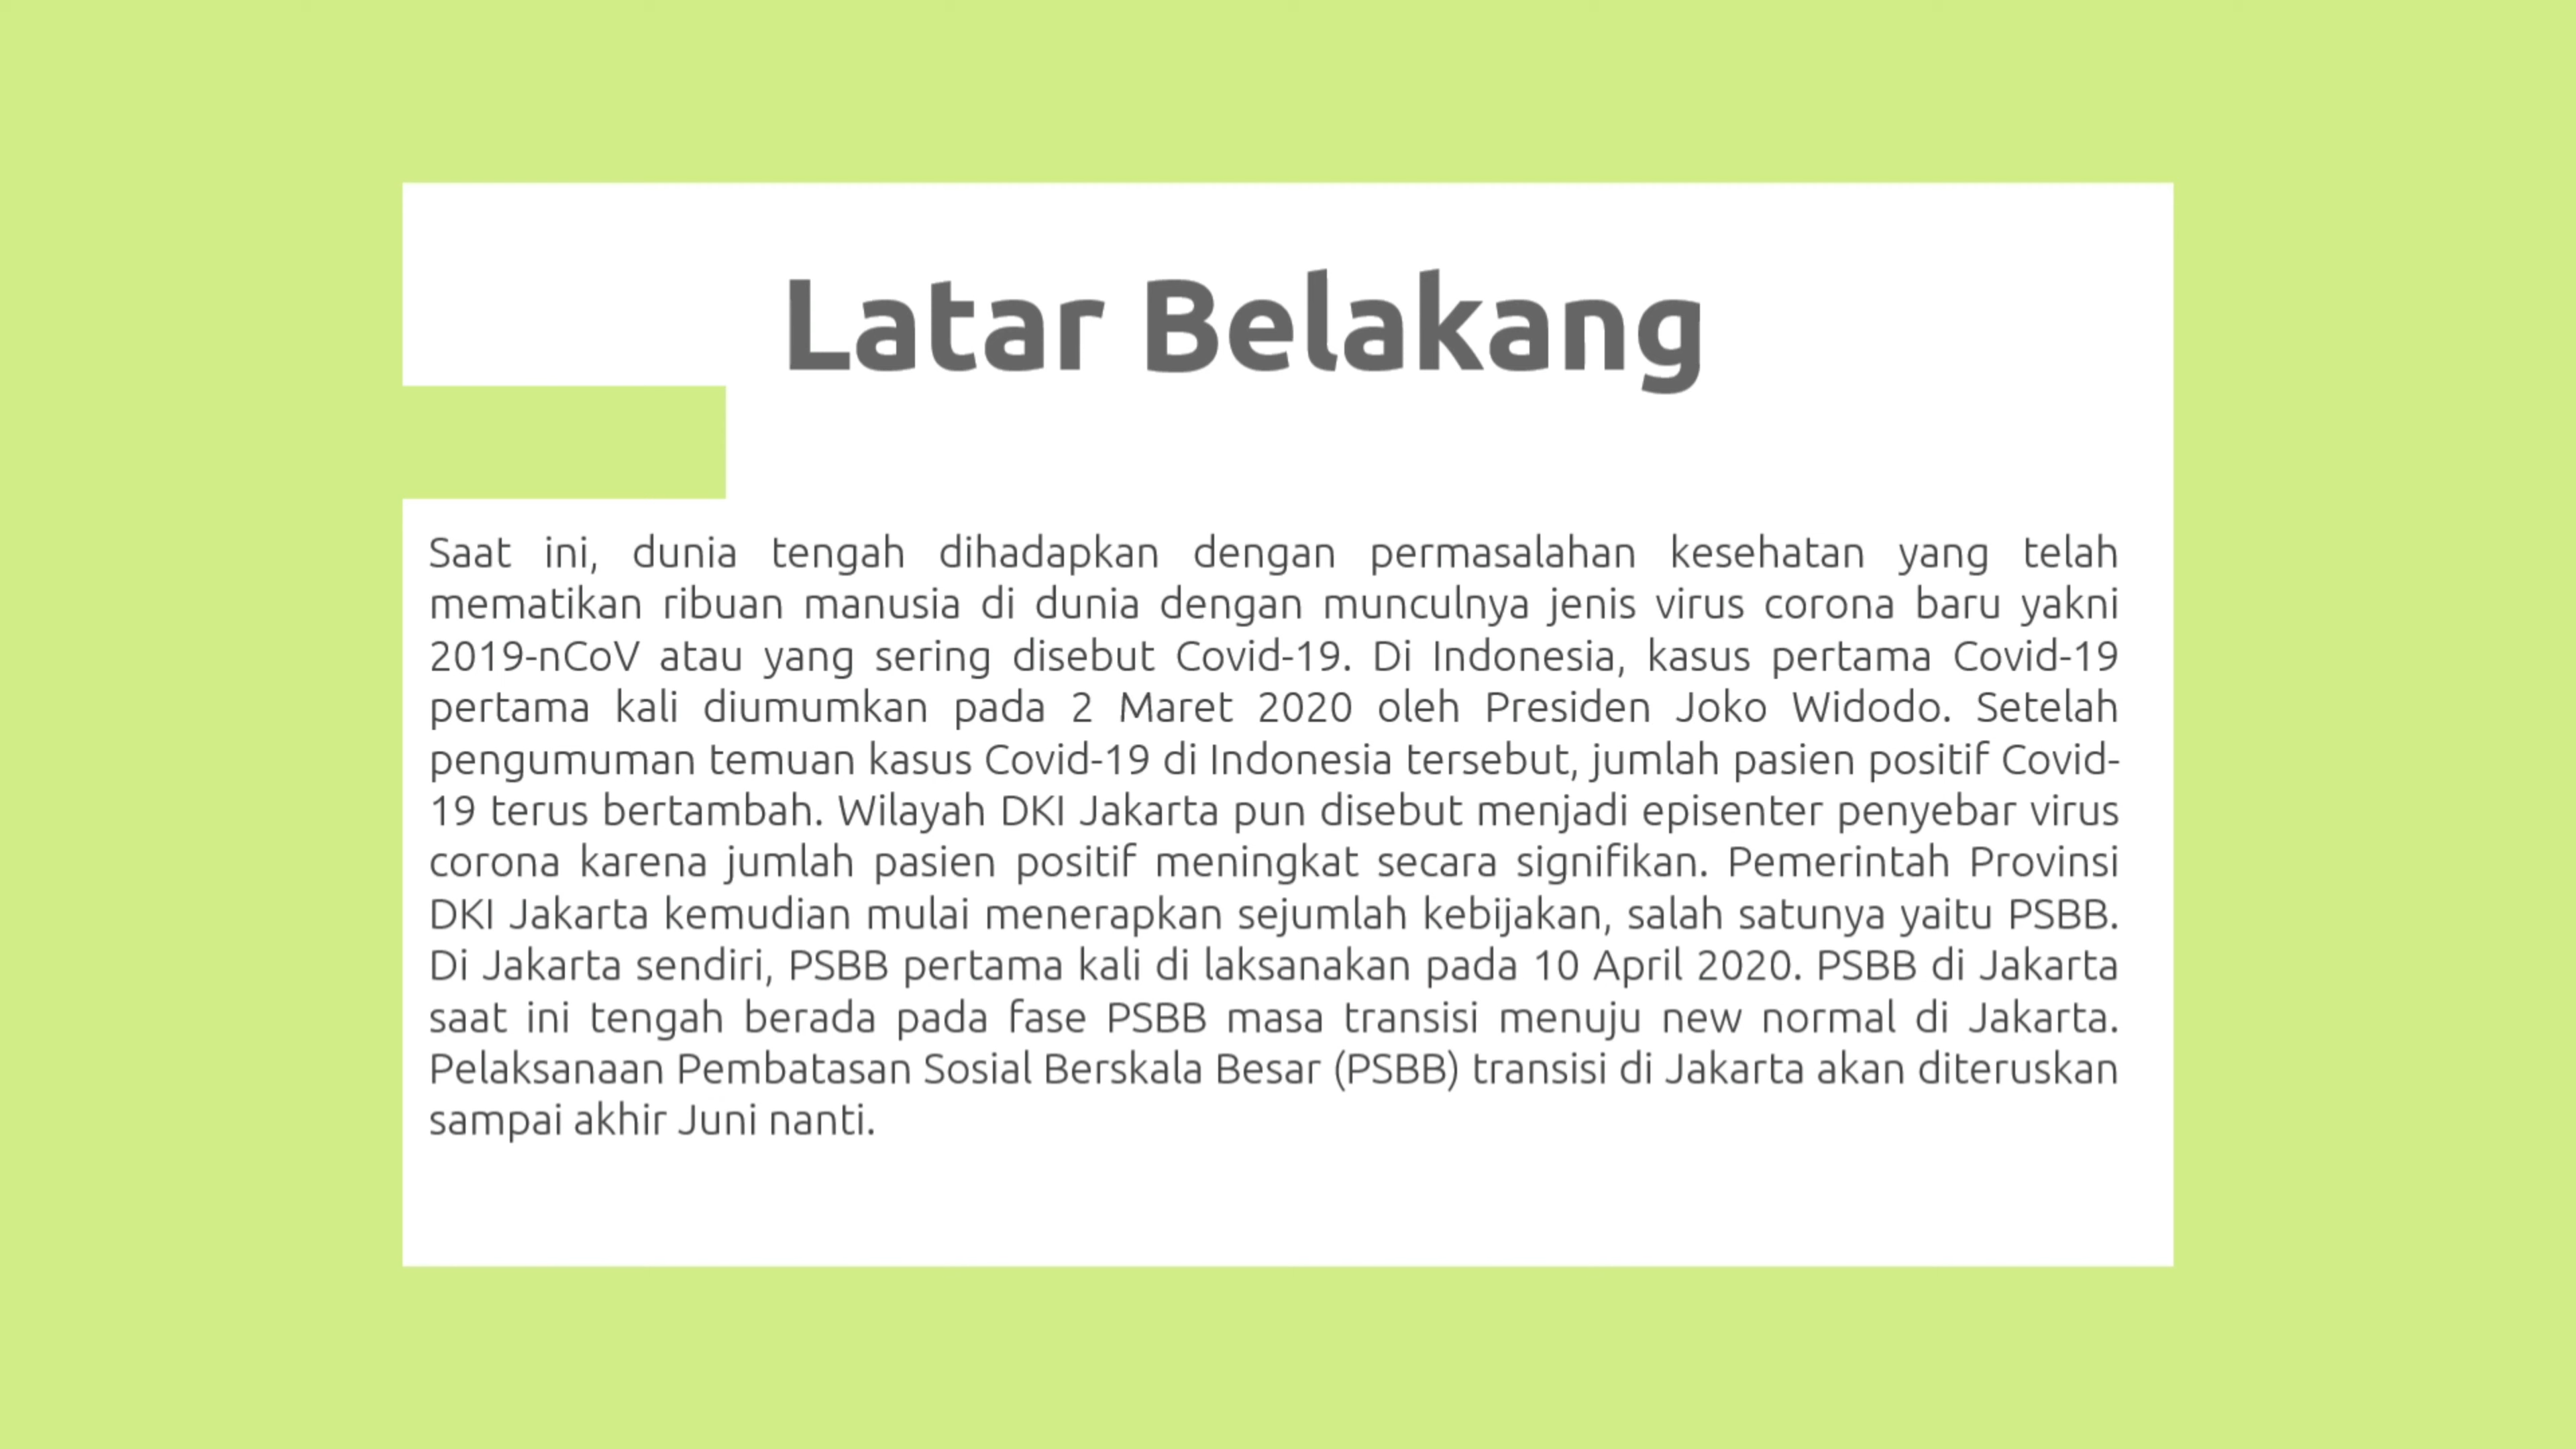 Latar Belakang
Saat ini, dunia tengah dihadapkan dengan permasalahan kesehatan yang telah
mematikan ribuan manusia di dunia dengan munculnya jenis virus corona baru yakni
2019-nCoV atau yang sering disebut Covid-19. Di Indonesia, kasus pertama Covid-19
pertama kali diumumkan pada 2 Maret 2020 oleh Presiden Joko Widodo. Setelah
pengumuman temuan kasus Covid-19 di Indonesia tersebut, jumlah pasien positif Covid-
19 terus bertambah. Wilayah DKI Jakarta pun disebut menjadi episenter penyebar virus
corona karena jumlah pasien positif meningkat secara signifikan. Pemerintah Provinsi
DKI Jakarta kemudian mulai menerapkan sejumlah kebijakan, salah satunya yaitu PSBB.
Di Jakarta sendiri, PSBB pertama kali di laksanakan pada 10 April 2020. PSBB di Jakarta
saat ini tengah berada pada fase PSBB masa transisi menuju new normal di Jakarta.
Pelaksanaan Pembatasan Sosial Berskala Besar (PSBB) transisi di Jakarta akan diteruskan
sampai akhir Juni nanti.